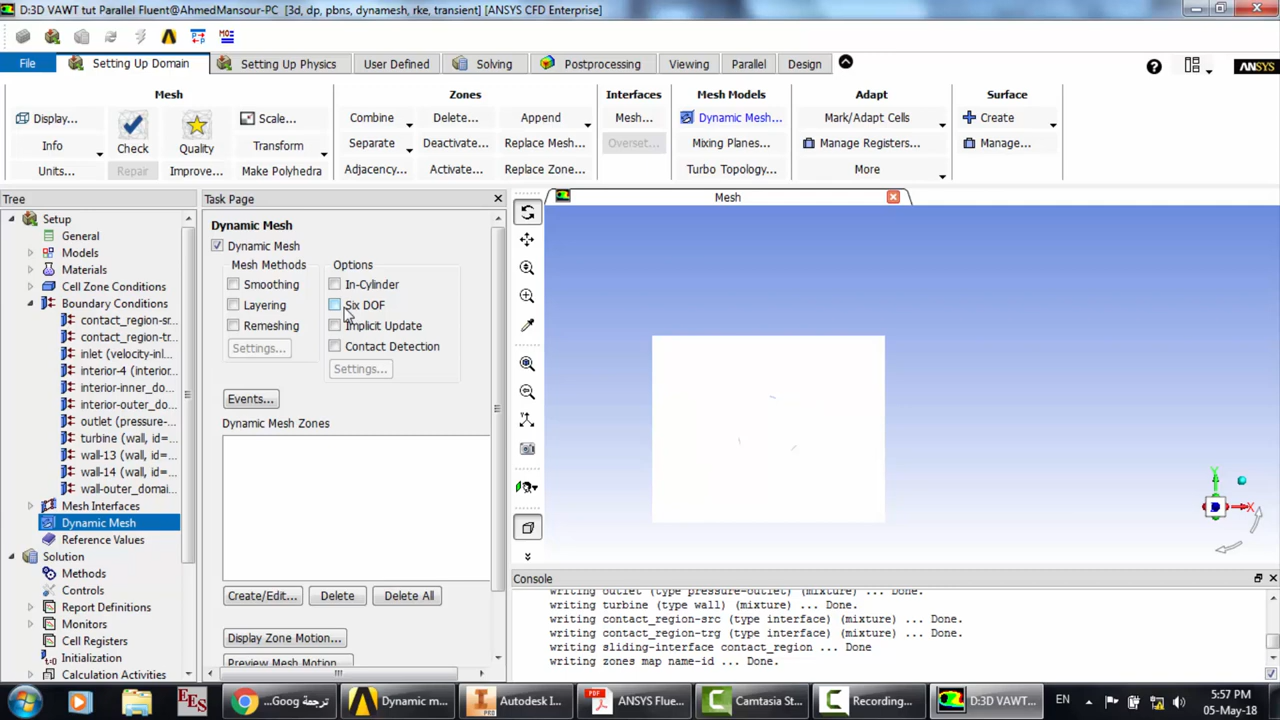 D:3D VAWT tut Parallel Fluent@AhmedMansour-PC [3d, dp, pbns, dynamesh, rke, transient] [ANSYS CFD Enterprise]
File
Setting Up Domain
Setting Up Physics
User Defined
Solving
Postprocessing
Viewing
Parallel
Design
ANSYS
Mesh
Zones
Interfaces
Mesh Models
Adapt
Surface
Display...
Scale...
Combine
Delete...
Append
Mesh...
Dynamic Mesh...
Mark/Adapt Cells
Create
Info
Check
Quality
Transform
Separate
Deactivate...
Replace Mesh...
Overset...
Mixing Planes...
Manage Registers...
Manage...
Units...
Repair
Improve...
Make Polyhedra
Adjacency...
Activate...
Replace Zone...
Turbo Topology...
More
Tree
Setup
General
Models
Materials
Cell Zone Conditions
Boundary Conditions
contact_region-sr...
contact_region-tr...
inlet (velocity-inl...
interior-4 (interior...
interior-inner_do...
interior-outer_do...
outlet (pressure-...
turbine (wall, id=...
wall-13 (wall, id=...
wall-14 (wall, id=...
wall-outer_domai...
Mesh Interfaces
Dynamic Mesh
Reference Values
Solution
Methods
Controls
Report Definitions
Monitors
Cell Registers
Initialization
Calculation Activities
Task Page
Dynamic Mesh
Dynamic Mesh
Mesh Methods
Options
Smoothing
In-Cylinder
Layering
Six DOF
Remeshing
Implicit Update
Settings...
Contact Detection
Settings...
Events...
Dynamic Mesh Zones
Create/Edit...
Delete
Delete All
Display Zone Motion...
Preview Mesh Motion
Mesh
Y
X
Console
writing outlet (type pressure-outlet) (mixture) ... Done.
writing turbine (type wall) (mixture) ... Done.
writing contact_region-src (type interface) (mixture) ... Done.
writing contact_region-trg (type interface) (mixture) ... Done.
writing sliding-interface contact_region ... Done
writing zones map name-id ... Done.
EES
ترجمة Goog...
Dynamic m...
Autodesk I...
ANSYS Flue...
Camtasia St...
Recording...
D:3D VAWT...
EN
5:57 PM
05-May-18